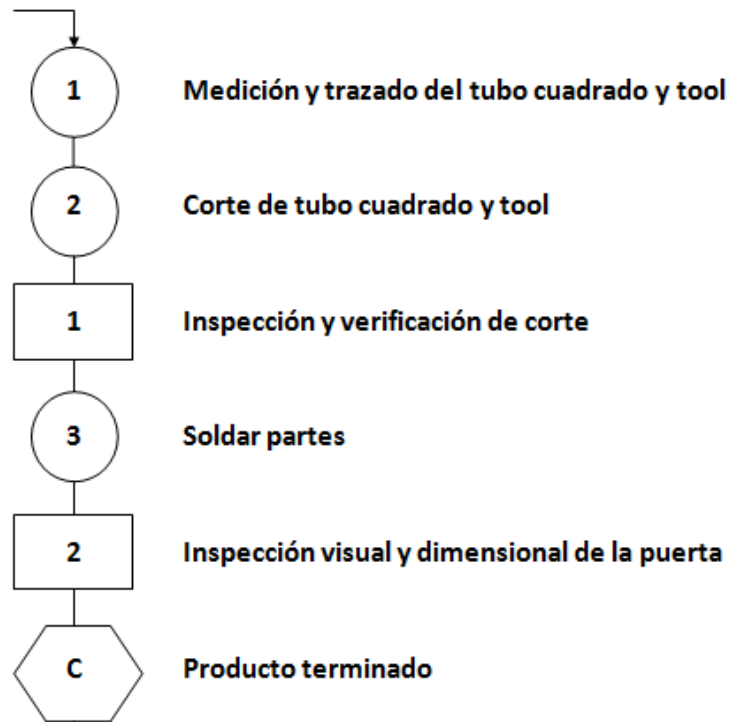 1 Medición y trazado del tubo cuadrado y tool
2 Corte de tubo cuadrado y tool
1 Inspección y verificación de corte
3 Soldar partes
2 Inspección visual y dimensional de la puerta
C Producto terminado